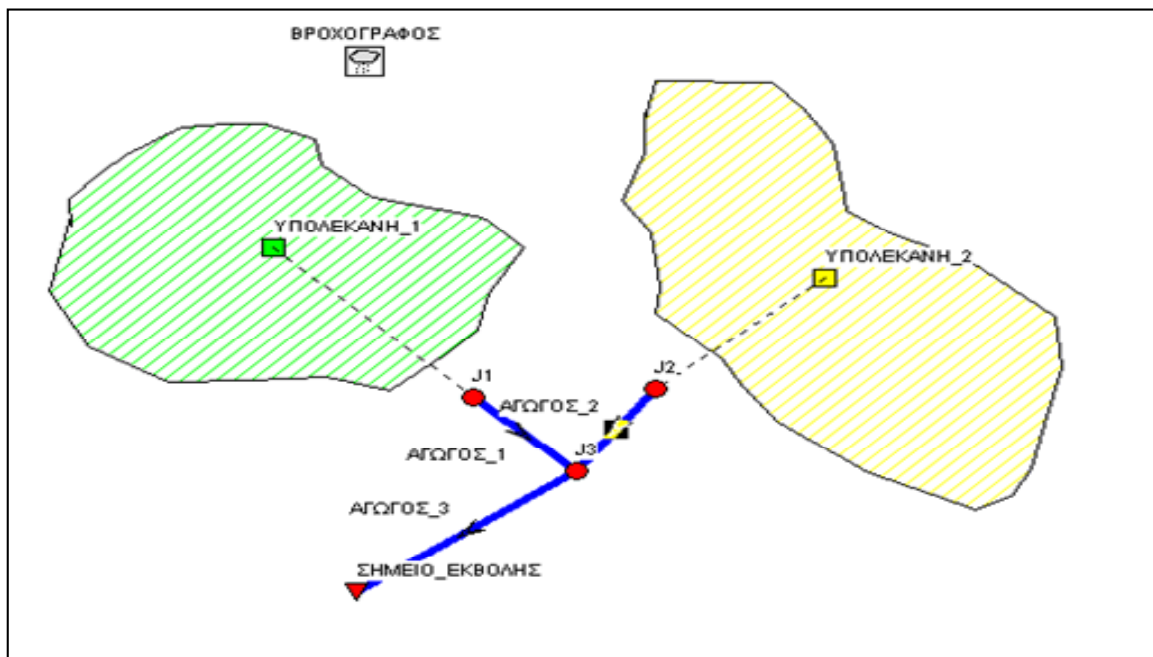 ΒΡΟΧΟΓΡΑΦΟΣ
ΥΠΟΛΕΚΑΝΗ_1
ΥΠΟΛΕΚΑΝΗ_2
J1
J2
ΑΓΩΓΟΣ_2
ΑΓΩΓΟΣ_1
J3
ΑΓΩΓΟΣ_3
ΣΗΜΕΙΟ_ΕΚΒΟΛΗΣ